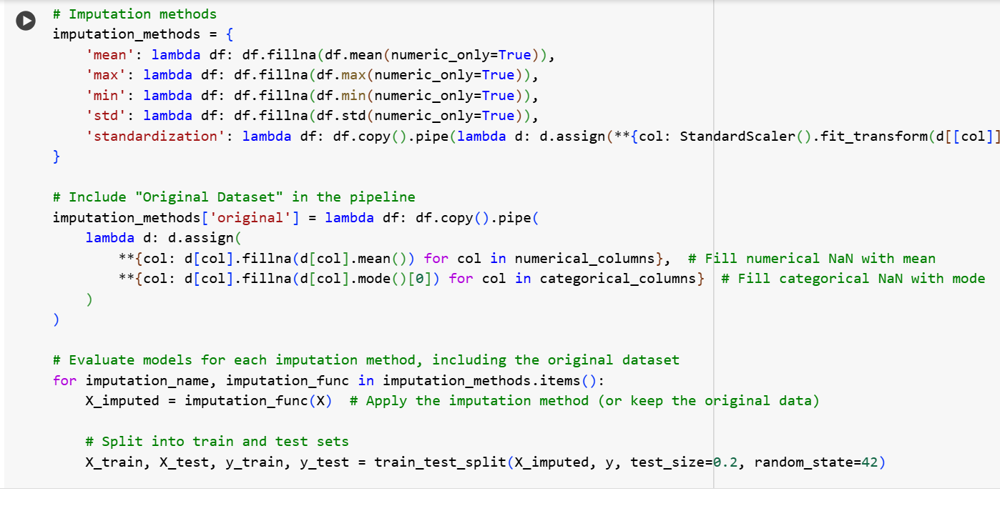 # Imputation methods
imputation_methods = {
    'mean': lambda df: df.fillna(df.mean(numeric_only=True)),
    'max': lambda df: df.fillna(df.max(numeric_only=True)),
    'min': lambda df: df.fillna(df.min(numeric_only=True)),
    'std': lambda df: df.fillna(df.std(numeric_only=True)),
    'standardization': lambda df: df.copy().pipe(lambda d: d.assign(**{col: StandardScaler().fit_transform(d[[col]]
}
# Include "Original Dataset" in the pipeline
imputation_methods['original'] = lambda df: df.copy().pipe(
    lambda d: d.assign(
        **{col: d[col].fillna(d[col].mean()) for col in numerical_columns},  # Fill numerical NaN with mean
        **{col: d[col].fillna(d[col].mode()[0]) for col in categorical_columns}  # Fill categorical NaN with mode
    )
)
# Evaluate models for each imputation method, including the original dataset
for imputation_name, imputation_func in imputation_methods.items():
    X_imputed = imputation_func(X)  # Apply the imputation method (or keep the original data)
    # Split into train and test sets
    X_train, X_test, y_train, y_test = train_test_split(X_imputed, y, test_size=0.2, random_state=42)